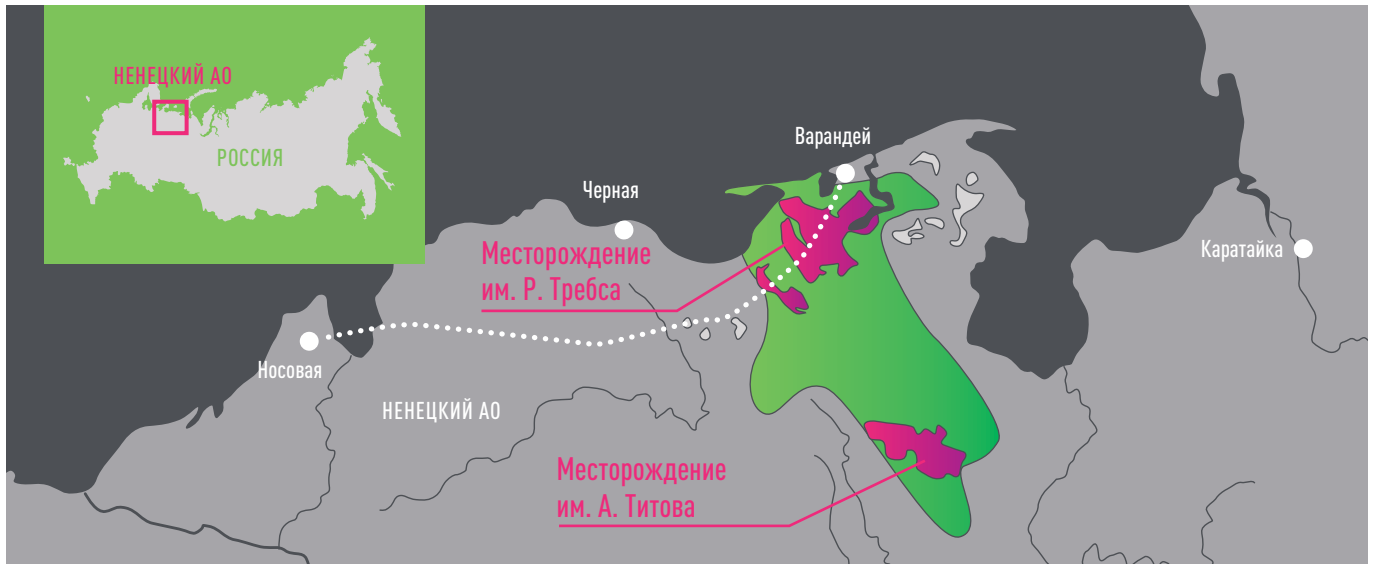 НЕНЕЦКИЙ АО
РОССИЯ
Варандей
Черная
Каратайка
Месторождение
им. Р. Требса
Носовая
НЕНЕЦКИЙ АО
Месторождение
им. А. Титова